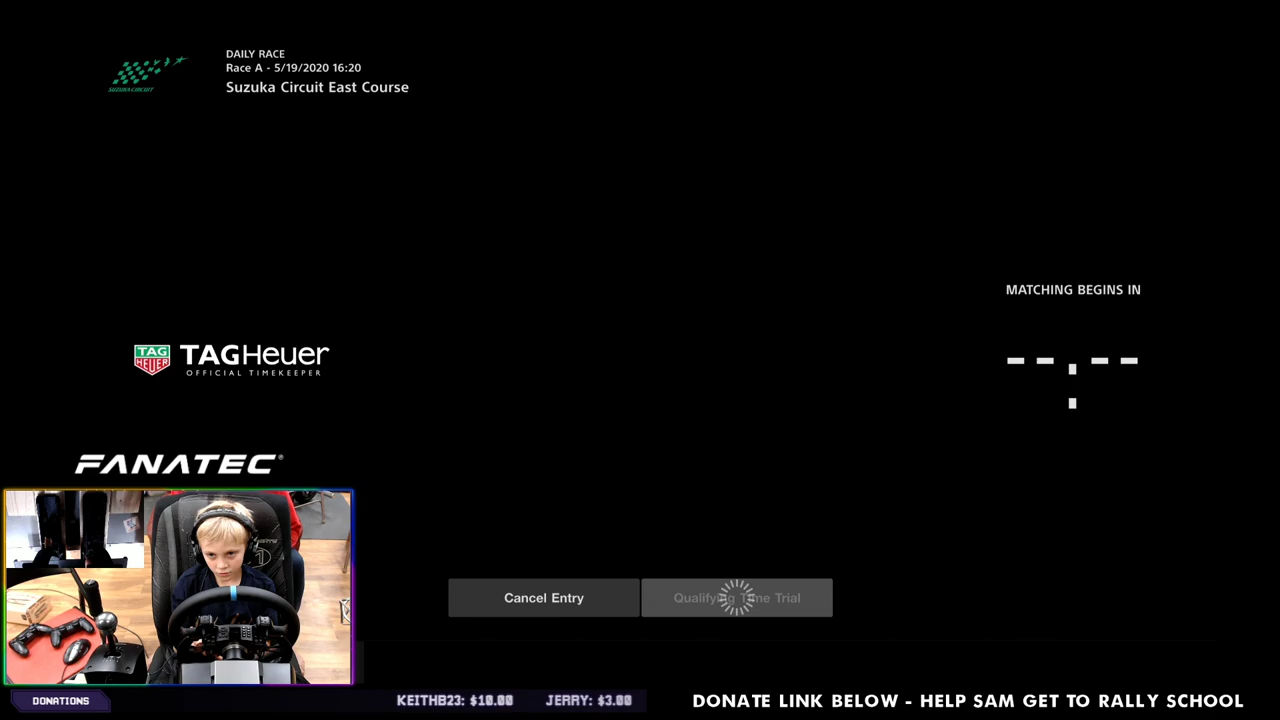 DAILY RACE
Race A - 5/19/2020 16:20
Suzuka Circuit East Course
SUZUKA CIRCUIT
MATCHING BEGINS IN
-- : --
TAG HEUER
TAGHeuer
OFFICIAL TIMEKEEPER
FANATEC®
Cancel Entry
Qualifying Time Trial
DONATIONS
KEITHB23: $10.00
JERRY: $3.00
DONATE LINK BELOW - HELP SAM GET TO RALLY SCHOOL